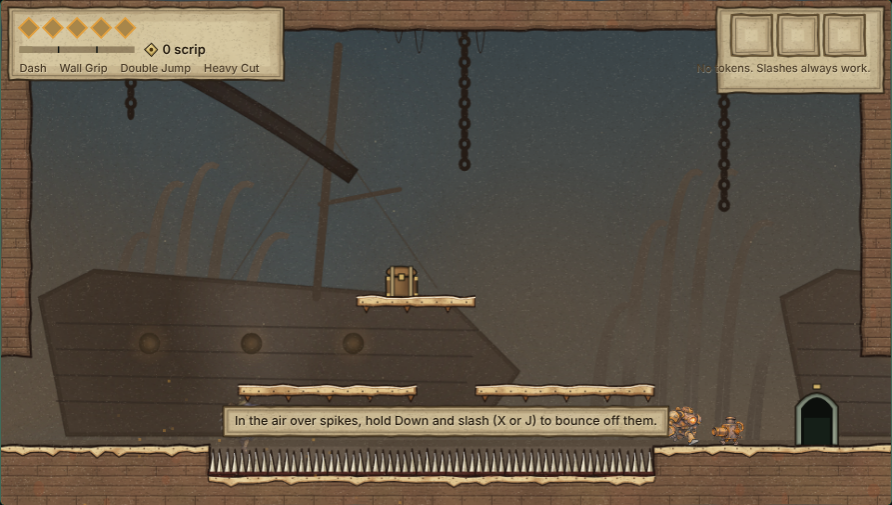 0 scrip
Dash Wall Grip Double Jump Heavy Cut
No tokens. Slashes always work.
In the air over spikes, hold Down and slash (X or J) to bounce off them.